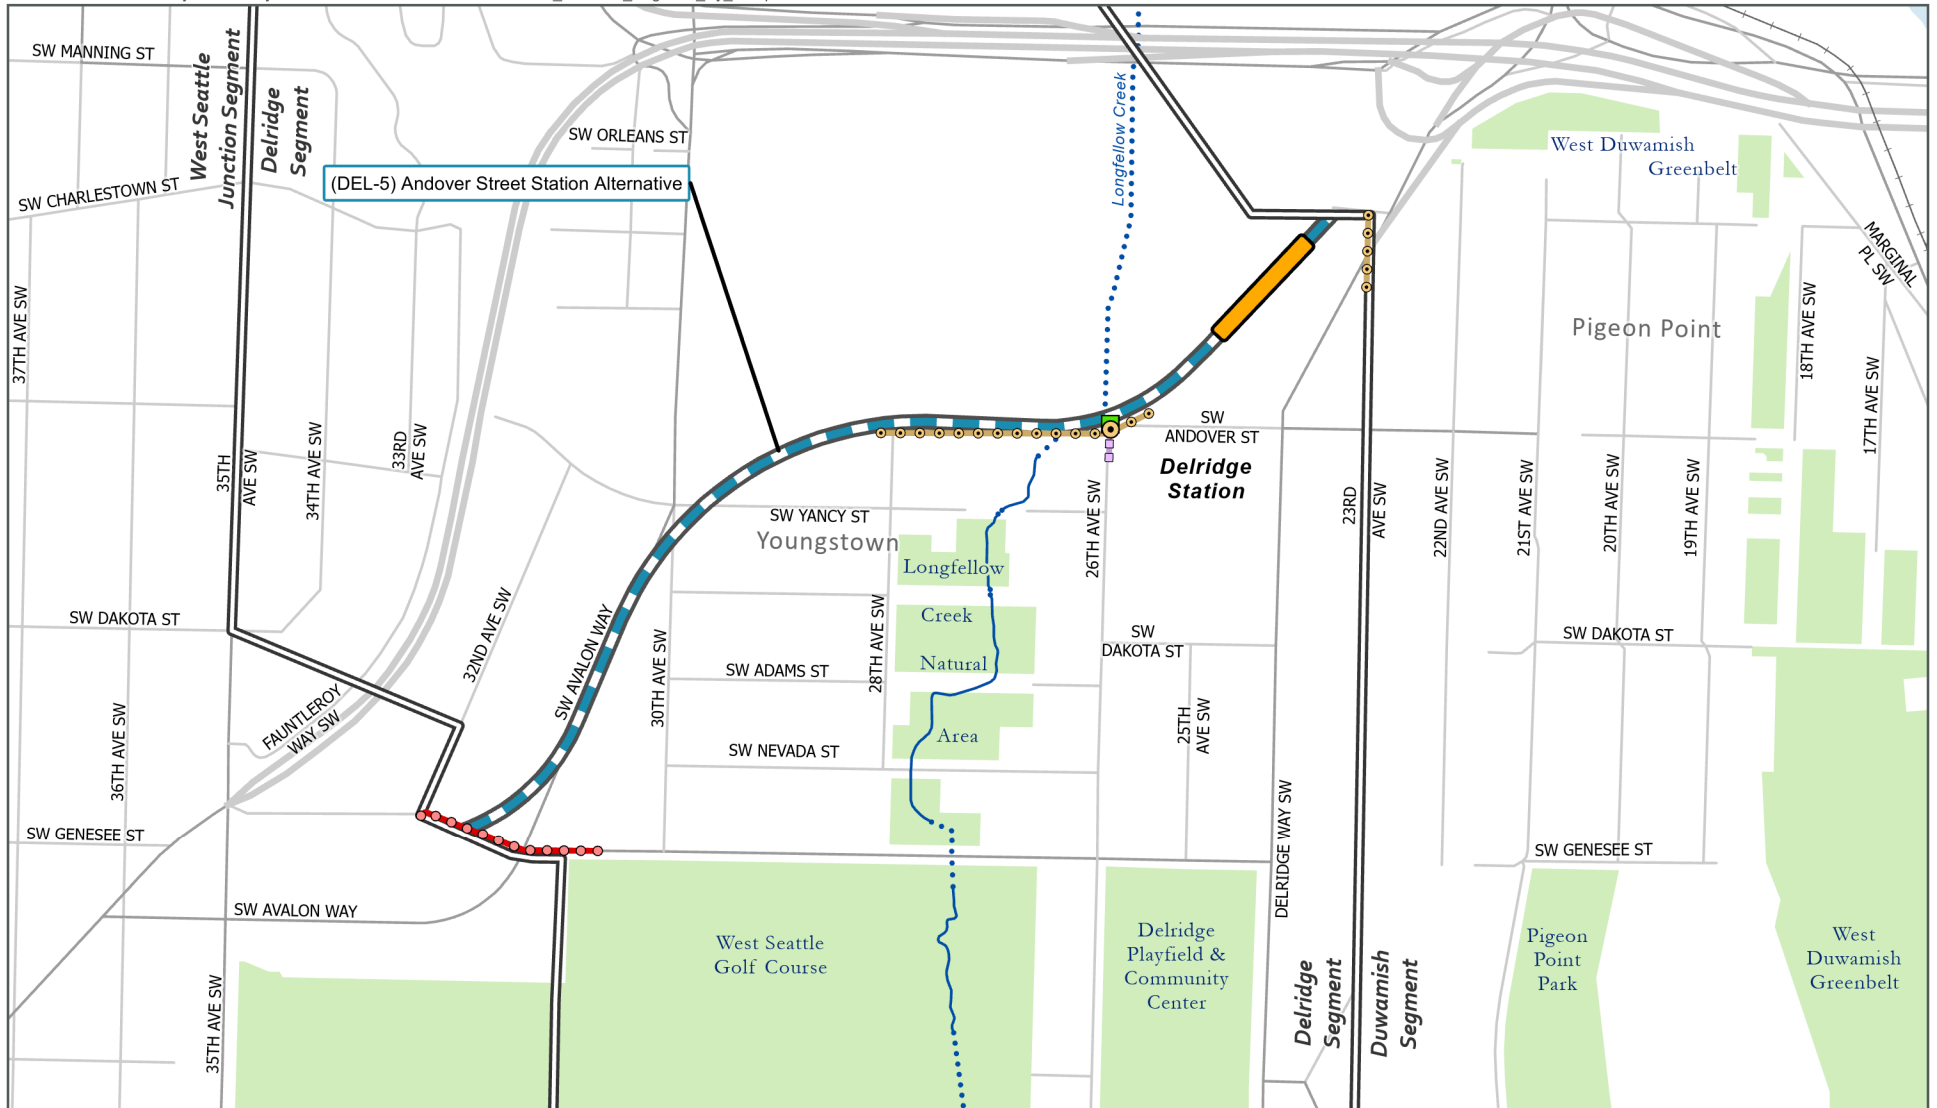 SW MANNING ST
West Seattle
Junction Segment
Delridge
Segment
SW ORLEANS ST
Longfellow Creek
West Duwamish
Greenbelt
(DEL-5) Andover Street Station Alternative
SW CHARLESTOWN ST
MARGINAL
PL SW
37TH AVE SW
Pigeon Point
18TH AVE SW
17TH AVE SW
SW
ANDOVER ST
Delridge
Station
35TH
AVE SW
34TH AVE SW
33RD
AVE SW
SW YANCY ST
Youngstown
26TH AVE SW
23RD
AVE SW
22ND AVE SW
21ST AVE SW
20TH AVE SW
19TH AVE SW
Longfellow
Creek
Natural
Area
SW DAKOTA ST
32ND AVE SW
SW AVALON WAY
30TH AVE SW
28TH AVE SW
SW ADAMS ST
SW
DAKOTA ST
SW DAKOTA ST
25TH
AVE SW
FAUNTLEROY
WAY SW
36TH AVE SW
SW NEVADA ST
SW GENESEE ST
DELRIDGE WAY SW
SW GENESEE ST
SW AVALON WAY
35TH AVE SW
West Seattle
Golf Course
Delridge
Playfield &
Community
Center
Delridge
Segment
Duwamish
Segment
Pigeon
Point
Park
West
Duwamish
Greenbelt